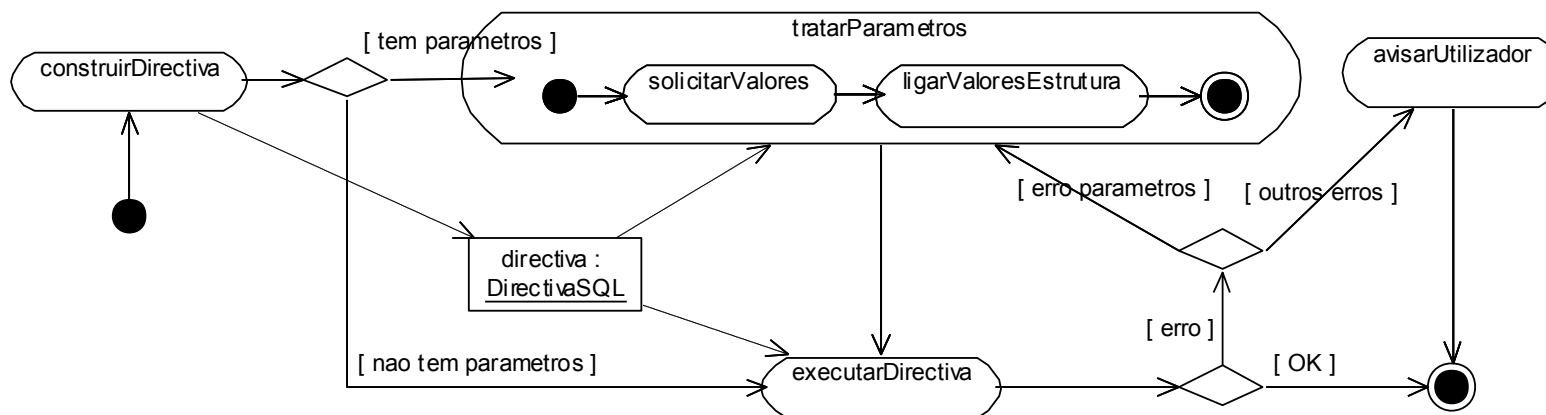 tratarParametros
[ tem parametros ]
construirDirectiva
avisarUtilizador
solicitarValores
ligarValoresEstrutura
[ erro parametros ]
[ outros erros ]
directiva :
DirectivaSQL
[ erro ]
[ nao tem parametros ]
executarDirectiva
[ OK ]